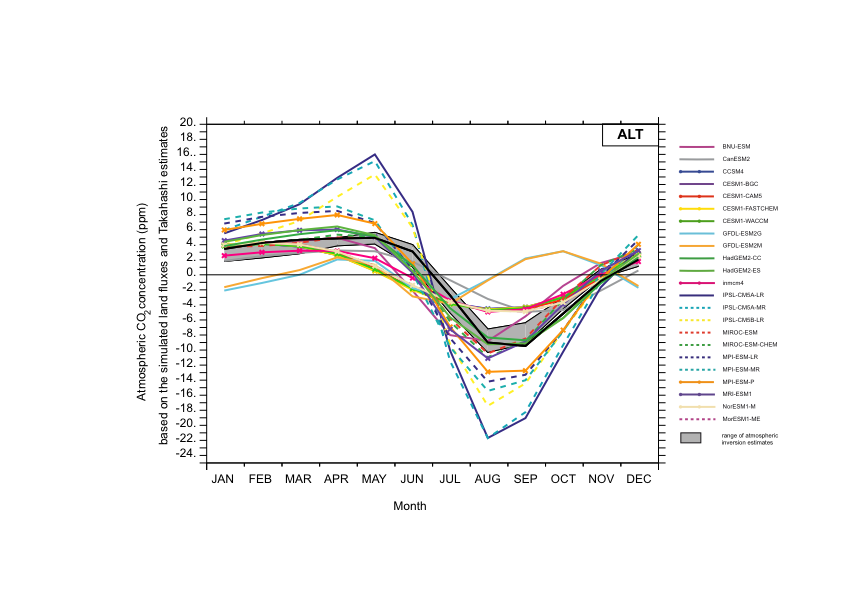 ALT
Atmospheric CO2 concentration (ppm)
based on the simulated land fluxes and Takahashi estimates
20.
18.
16..
14..
12..
10.
8.
6.
4.
2.
0.
-2.
-4.
-6.
-8.
-10.
-12.
-14.
-16.
-18.
-20.
-22.
-24.
JAN FEB MAR APR MAY JUN JUL AUG SEP OCT NOV DEC
Month
BNU-ESM
CanESM2
CCSM4
CESM1-BGC
CESM1-CAM5
CESM1-FASTCHEM
CESM1-WACCM
GFDL-ESM2G
GFDL-ESM2M
HadGEM2-CC
HadGEM2-ES
inmcm4
IPSL-CM5A-LR
IPSL-CM5A-MR
IPSL-CM5B-LR
MIROC-ESM
MIROC-ESM-CHEM
MPI-ESM-LR
MPI-ESM-MR
MPI-ESM-P
MRI-ESM1
NorESM1-M
MorESM1-ME
range of atmospheric
inversion estimates